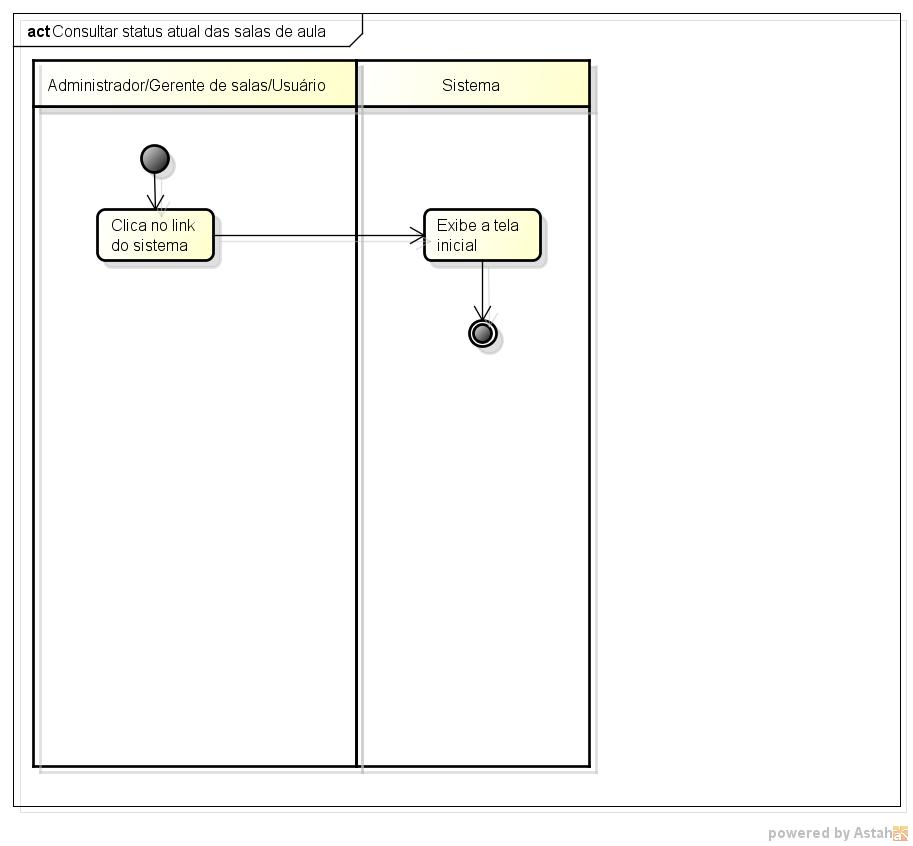 act Consultar status atual das salas de aula
Administrador/Gerente de salas/Usuário
Sistema
Clica no link
do sistema
Exibe a tela
inicial
powered by Astah